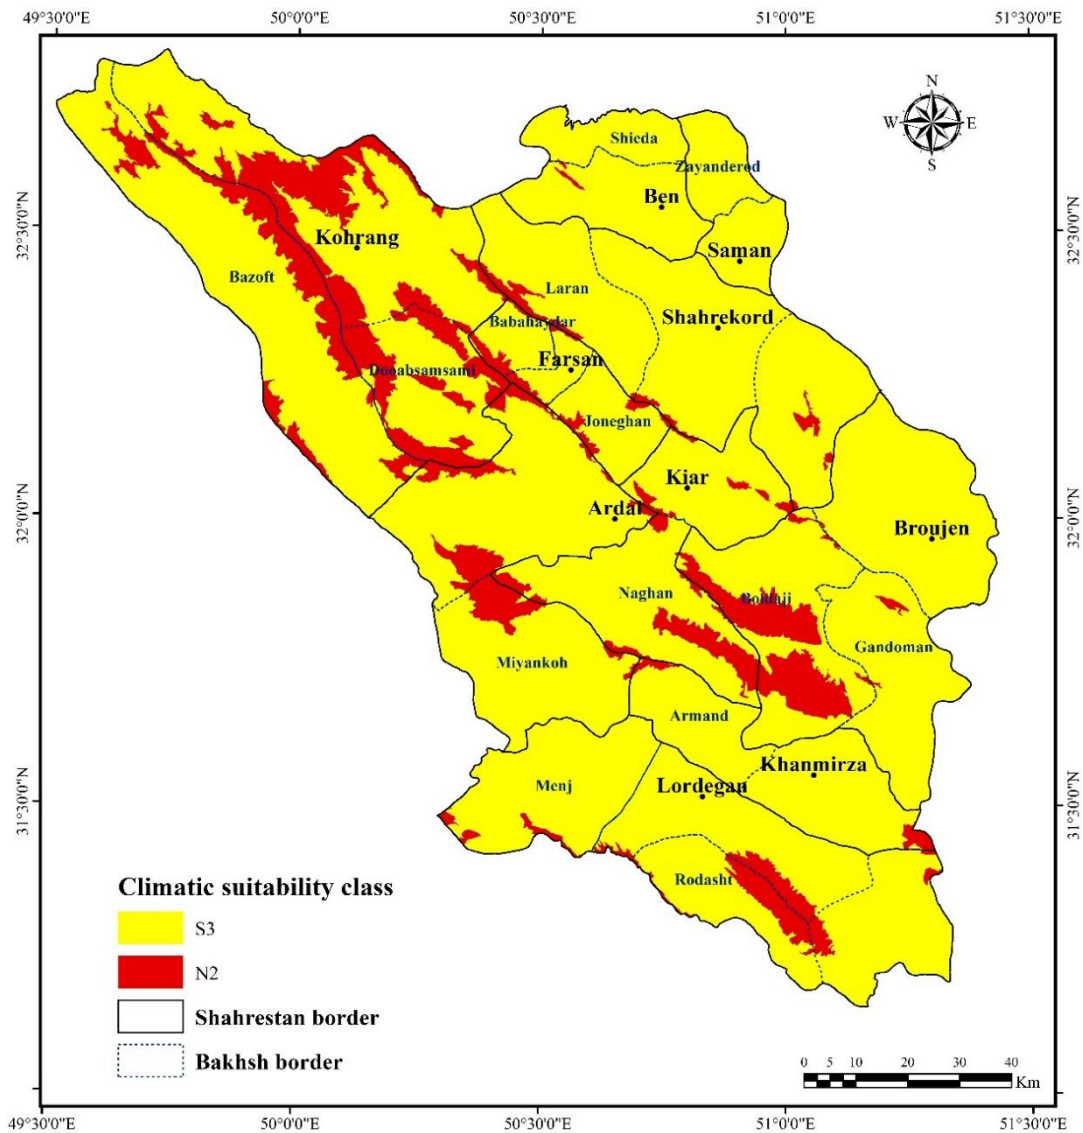 49°30'0"E 50°0'0"E 50°30'0"E 51°0'0"E 51°30'0"E
N
W E
S
32°30'0"N
32°0'0"N
31°30'0"N
32°30'0"N
32°0'0"N
31°30'0"N
Shieda
Zayanderod
Ben
Saman
Kohrang
Bazoft
Laran
Babahaydar
Shahrekord
Farsan
Dooabsamsami
Joneghan
Kiar
Ardal
Broujen
Naghan
Boldaji
Gandoman
Miyankoh
Armand
Khanmirza
Menj
Lordegan
Rodasht
Climatic suitability class
S3
N2
Shahrestan border
Bakhsh border
0 5 10 20 30 40
Km
49°30'0"E 50°0'0"E 50°30'0"E 51°0'0"E 51°30'0"E